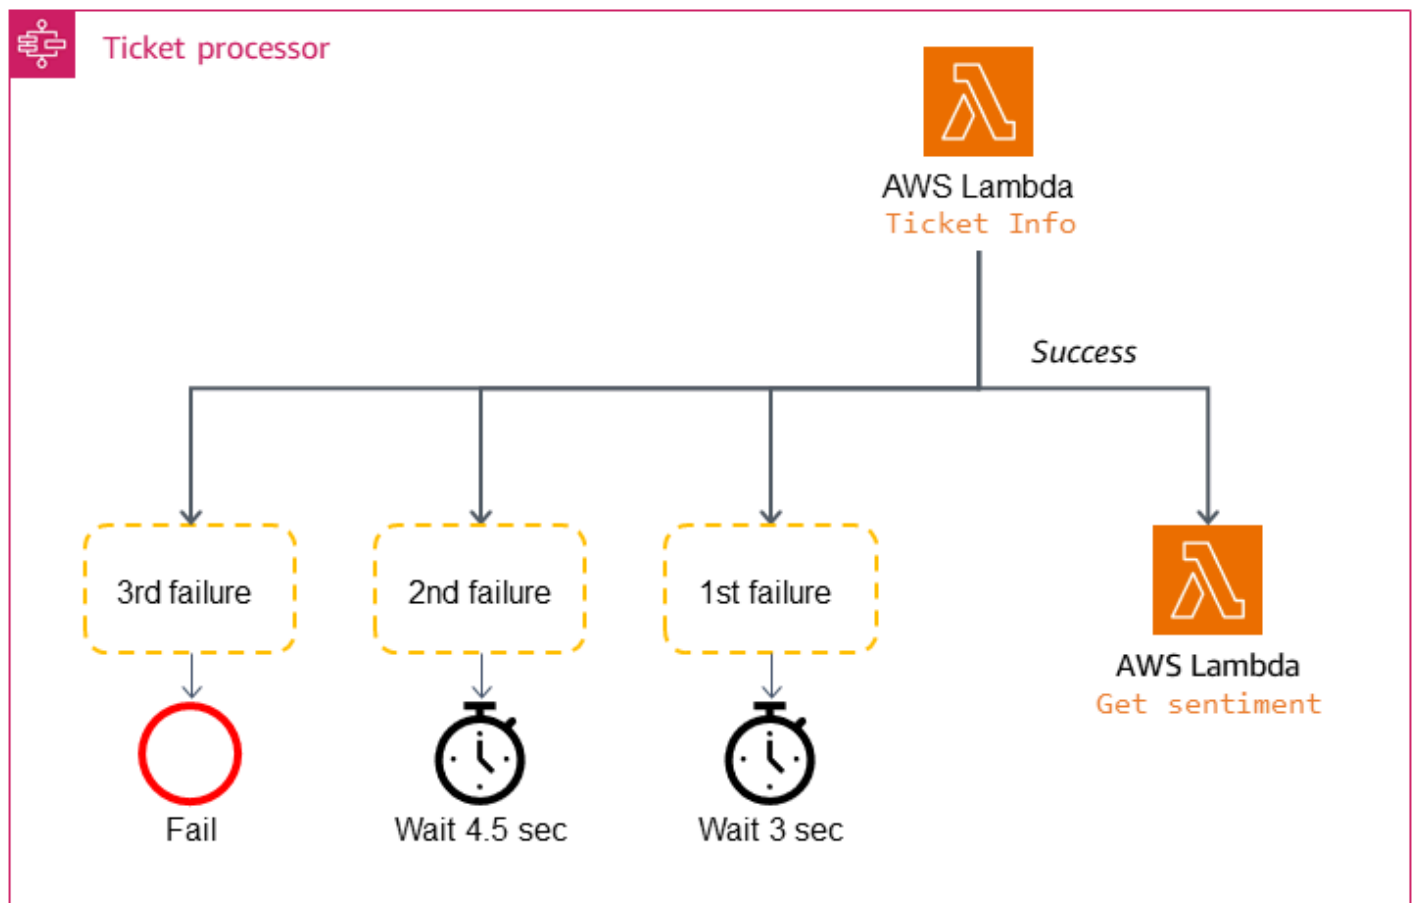 Ticket processor
AWS Lambda
Ticket Info
Success
3rd failure
2nd failure
1st failure
AWS Lambda
Get sentiment
Fail
Wait 4.5 sec
Wait 3 sec